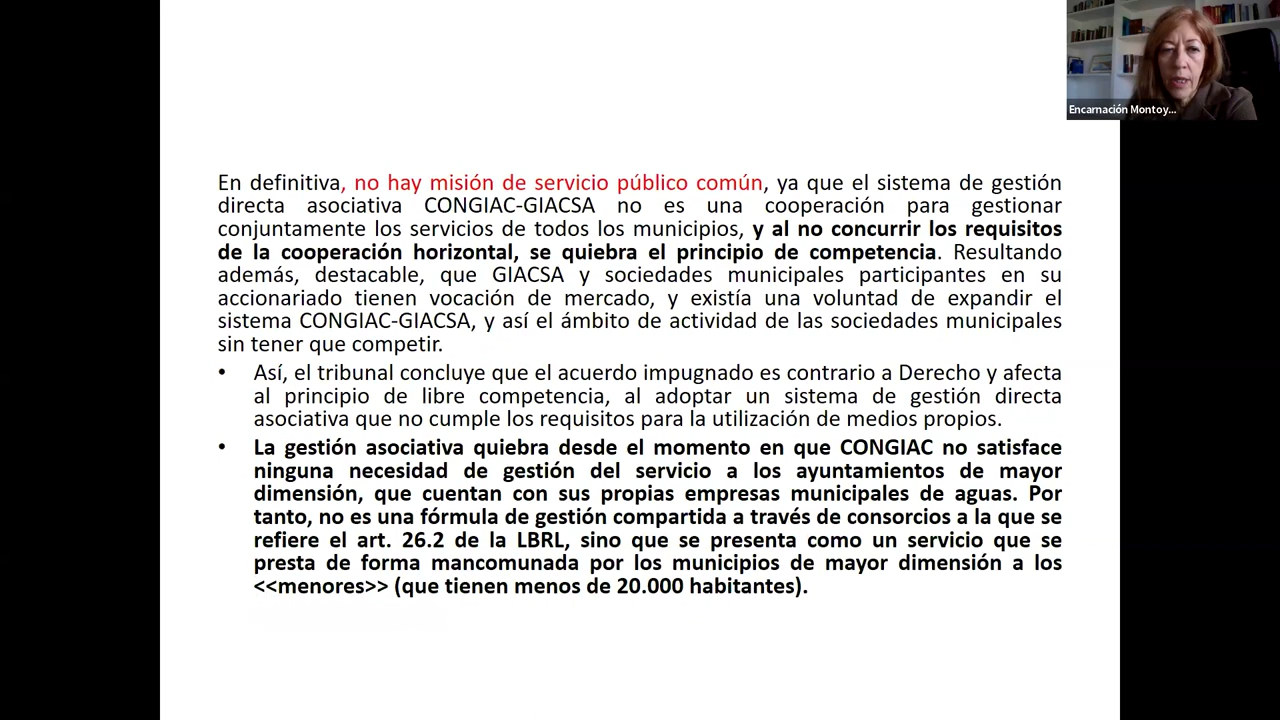 Encarnación Montoy...
En definitiva, no hay misión de servicio público común, ya que el sistema de gestión
directa asociativa CONGIAC-GIACSA no es una cooperación para gestionar
conjuntamente los servicios de todos los municipios, y al no concurrir los requisitos
de la cooperación horizontal, se quiebra el principio de competencia. Resultando
además, destacable, que GIACSA y sociedades municipales participantes en su
accionariado tienen vocación de mercado, y existía una voluntad de expandir el
sistema CONGIAC-GIACSA, y así el ámbito de actividad de las sociedades municipales
sin tener que competir.
• Así, el tribunal concluye que el acuerdo impugnado es contrario a Derecho y afecta
al principio de libre competencia, al adoptar un sistema de gestión directa
asociativa que no cumple los requisitos para la utilización de medios propios.
• La gestión asociativa quiebra desde el momento en que CONGIAC no satisface
ninguna necesidad de gestión del servicio a los ayuntamientos de mayor
dimensión, que cuentan con sus propias empresas municipales de aguas. Por
tanto, no es una fórmula de gestión compartida a través de consorcios a la que se
refiere el art. 26.2 de la LBRL, sino que se presenta como un servicio que se
presta de forma mancomunada por los municipios de mayor dimensión a los
<<menores>> (que tienen menos de 20.000 habitantes).